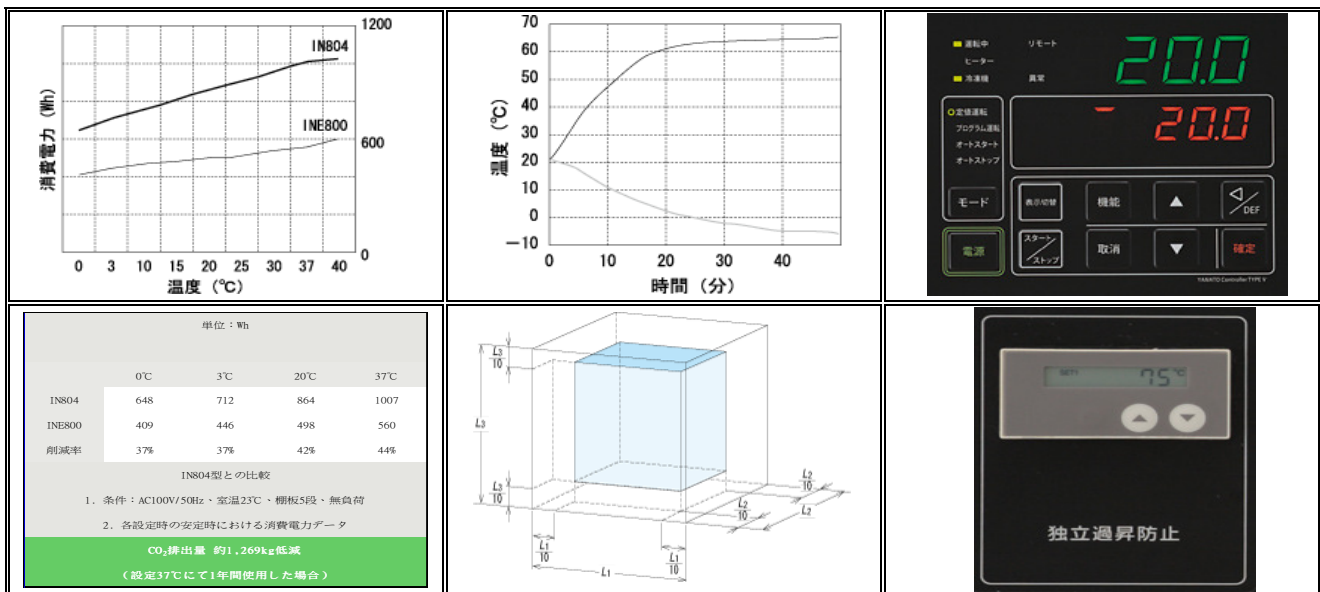 1200
IN804
INE800
600
0
消費電力 (Wh)
0 3 10 15 20 25 30 37 40
温度 (℃)
70
60
50
40
30
20
10
0
－10
温度 (℃)
0 10 20 30 40
時間 (分)
運転中 リモート
ヒーター
冷凍機 異常
20.0
定値運転
プログラム運転
オートスタート
オートストップ
20.0
モード
表示切替
機能
▲
◁/DEF
電源
スタート/ストップ
取消
▼
確定
YAMATO Controller TYPE V
単位：Wh
0℃ 3℃ 20℃ 37℃
IN804 648 712 864 1007
INE800 409 446 498 560
削減率 37% 37% 42% 44%
IN804型との比較
1. 条件：AC100V/50Hz、室温23℃、棚板5段、無負荷
2. 各設定時の安定時における消費電力データ
CO₂排出量 約1,269kg低減
(設定37℃にて1年間使用した場合)
L3/10
L3
L3/10
L1/10
L1
L1/10
L2/10
L2
L2/10
SET1 75℃
独立過昇防止